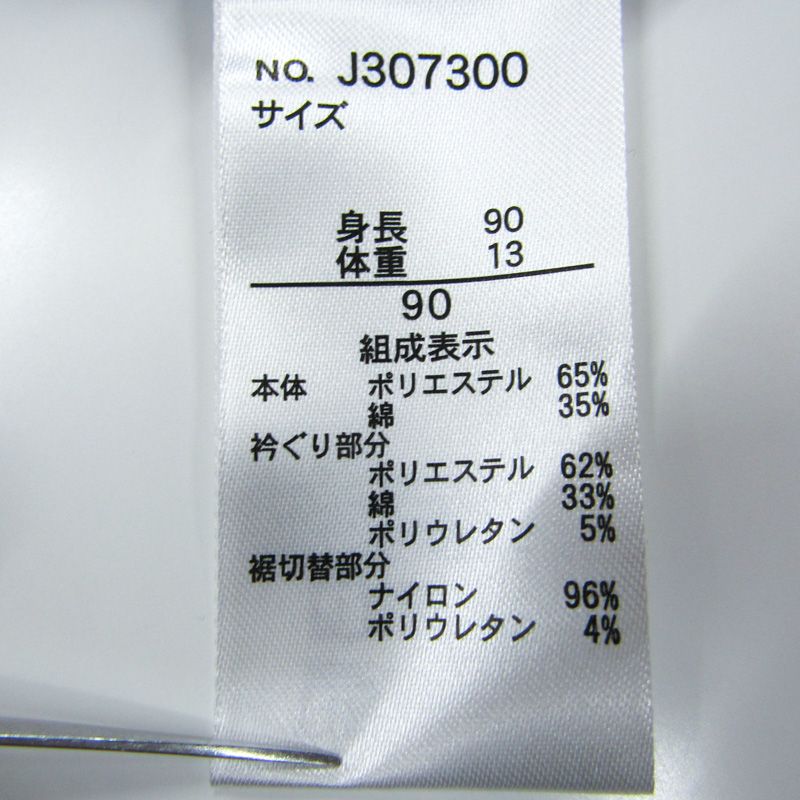 NO. J307300
サイズ
身長 90
体重 13
90
組成表示
本体 ポリエステル 65%
綿 35%
衿ぐり部分
ポリエステル 62%
綿 33%
ポリウレタン 5%
裾切替部分
ナイロン 96%
ポリウレタン 4%